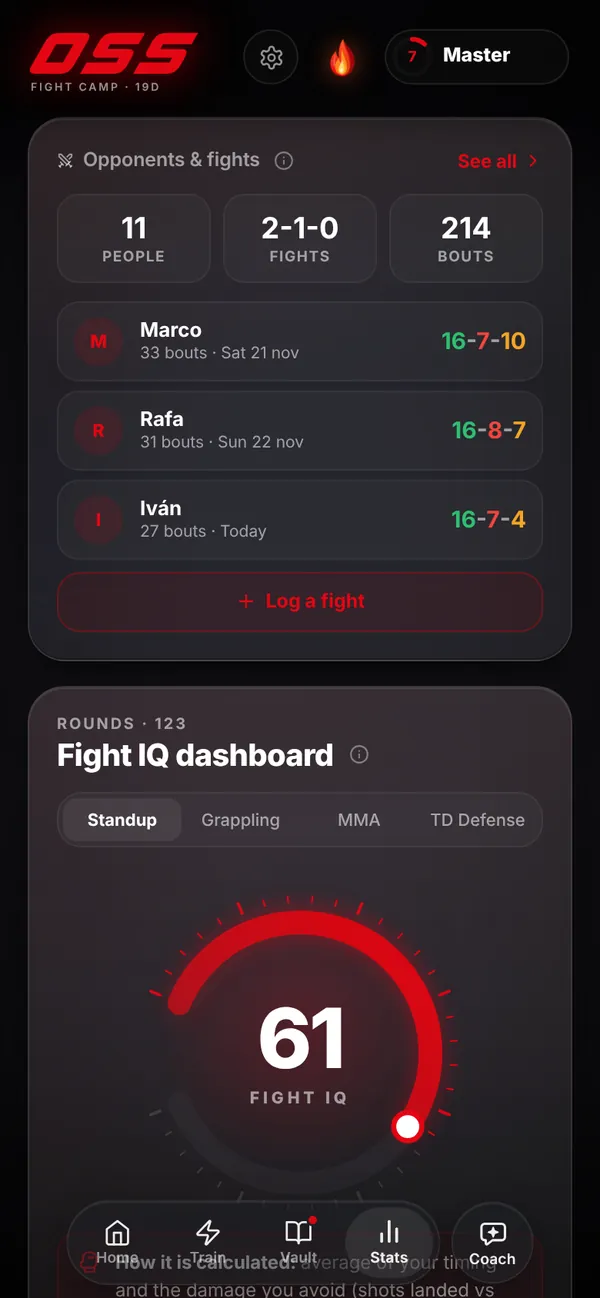 OSS
FIGHT CAMP · 19D
7 Master
Opponents & fights
See all
11
PEOPLE
2-1-0
FIGHTS
214
BOUTS
M
Marco
33 bouts · Sat 21 nov
16-7-10
R
Rafa
31 bouts · Sun 22 nov
16-8-7
I
Iván
27 bouts · Today
16-7-4
+ Log a fight
ROUNDS · 123
Fight IQ dashboard
Standup Grappling MMA TD Defense
61
FIGHT IQ
Home Train Vault Stats Coach
How it is calculated: average of your timing
and the damage you avoid (shots landed vs